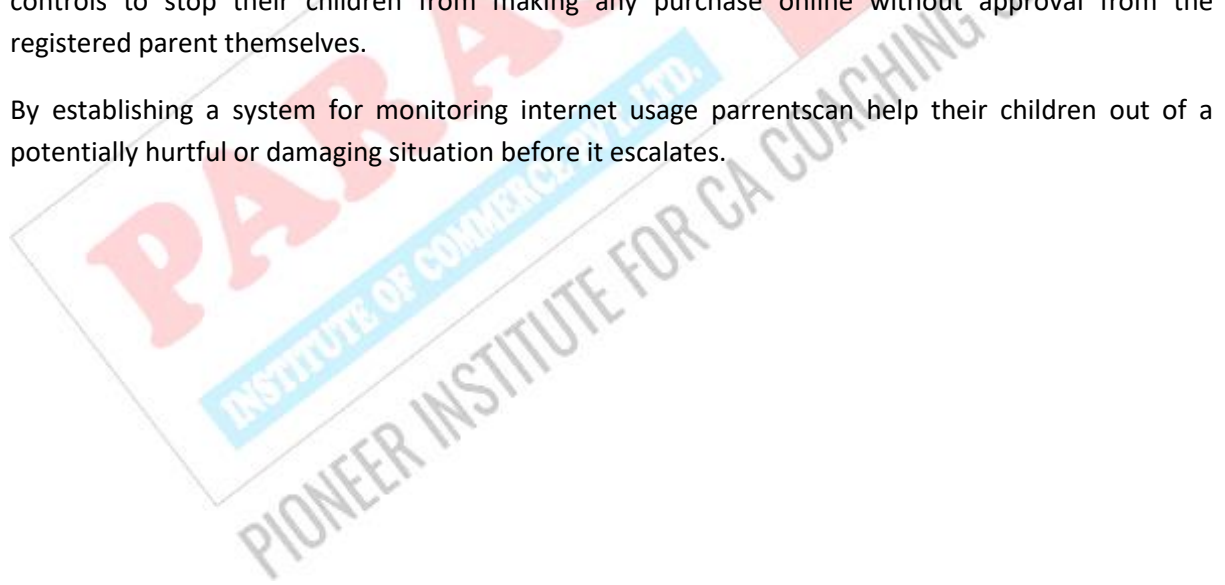 controls to stop their children from making any purchase online without approval from the
registered parent themselves.
By establishing a system for monitoring internet usage parrentscan help their children out of a
potentially hurtful or damaging situation before it escalates.
INSTITUTE OF COMMERCE PVT. LTD.
PIONEER INSTITUTE FOR CA COACHING